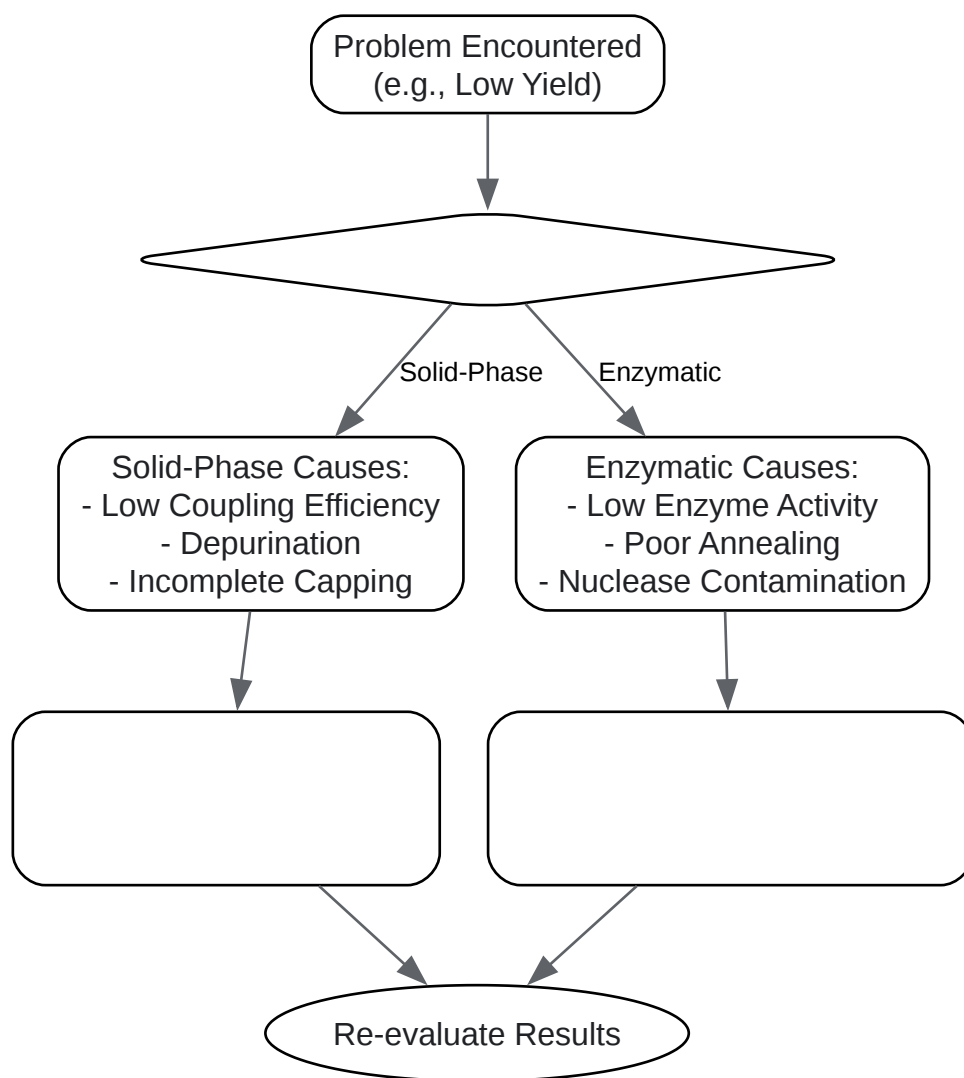 Problem Encountered
(e.g., Low Yield)
Solid-Phase
Enzymatic
Solid-Phase Causes:
- Low Coupling Efficiency
- Depurination
- Incomplete Capping
Enzymatic Causes:
- Low Enzyme Activity
- Poor Annealing
- Nuclease Contamination
Re-evaluate Results